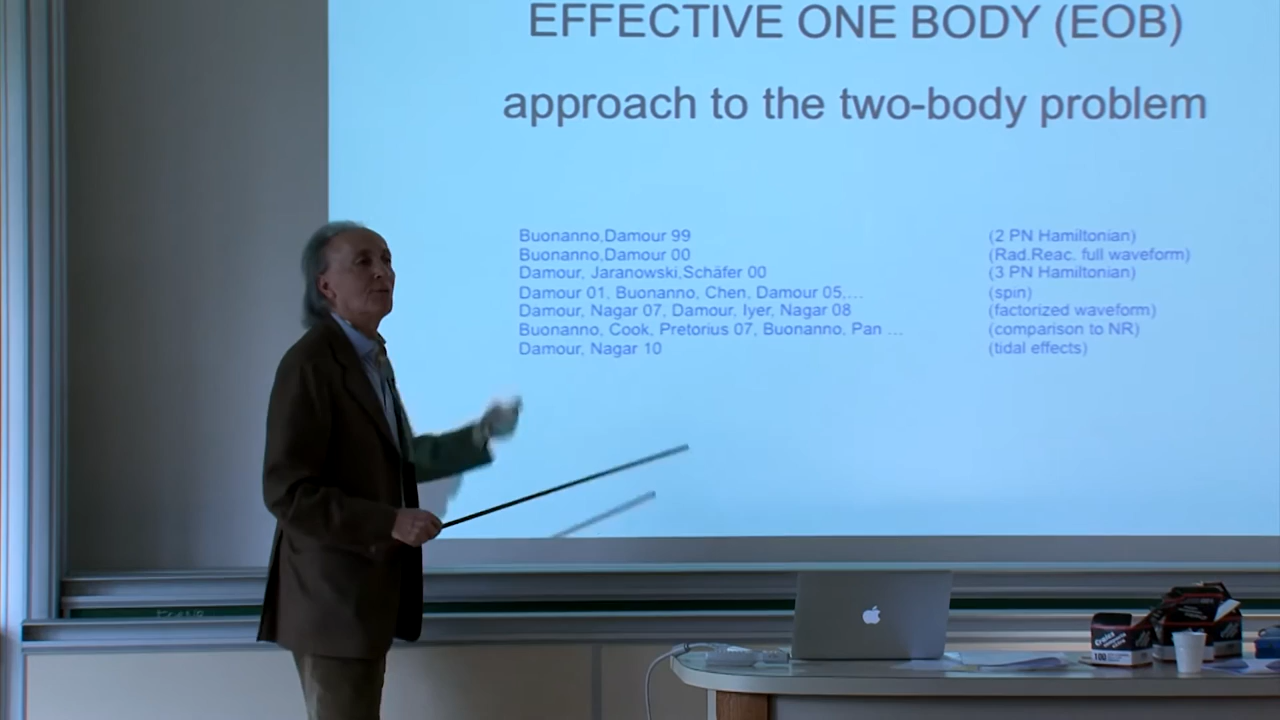 EFFECTIVE ONE BODY (EOB)
approach to the two-body problem
Buonanno,Damour 99 (2 PN Hamiltonian)
Buonanno,Damour 00 (Rad.Reac. full waveform)
Damour, Jaranowski,Schäfer 00 (3 PN Hamiltonian)
Damour 01, Buonanno, Chen, Damour 05,... (spin)
Damour, Nagar 07, Damour, Iyer, Nagar 08 (factorized waveform)
Buonanno, Cook, Pretorius 07, Buonanno, Pan ... (comparison to NR)
Damour, Nagar 10 (tidal effects)
100